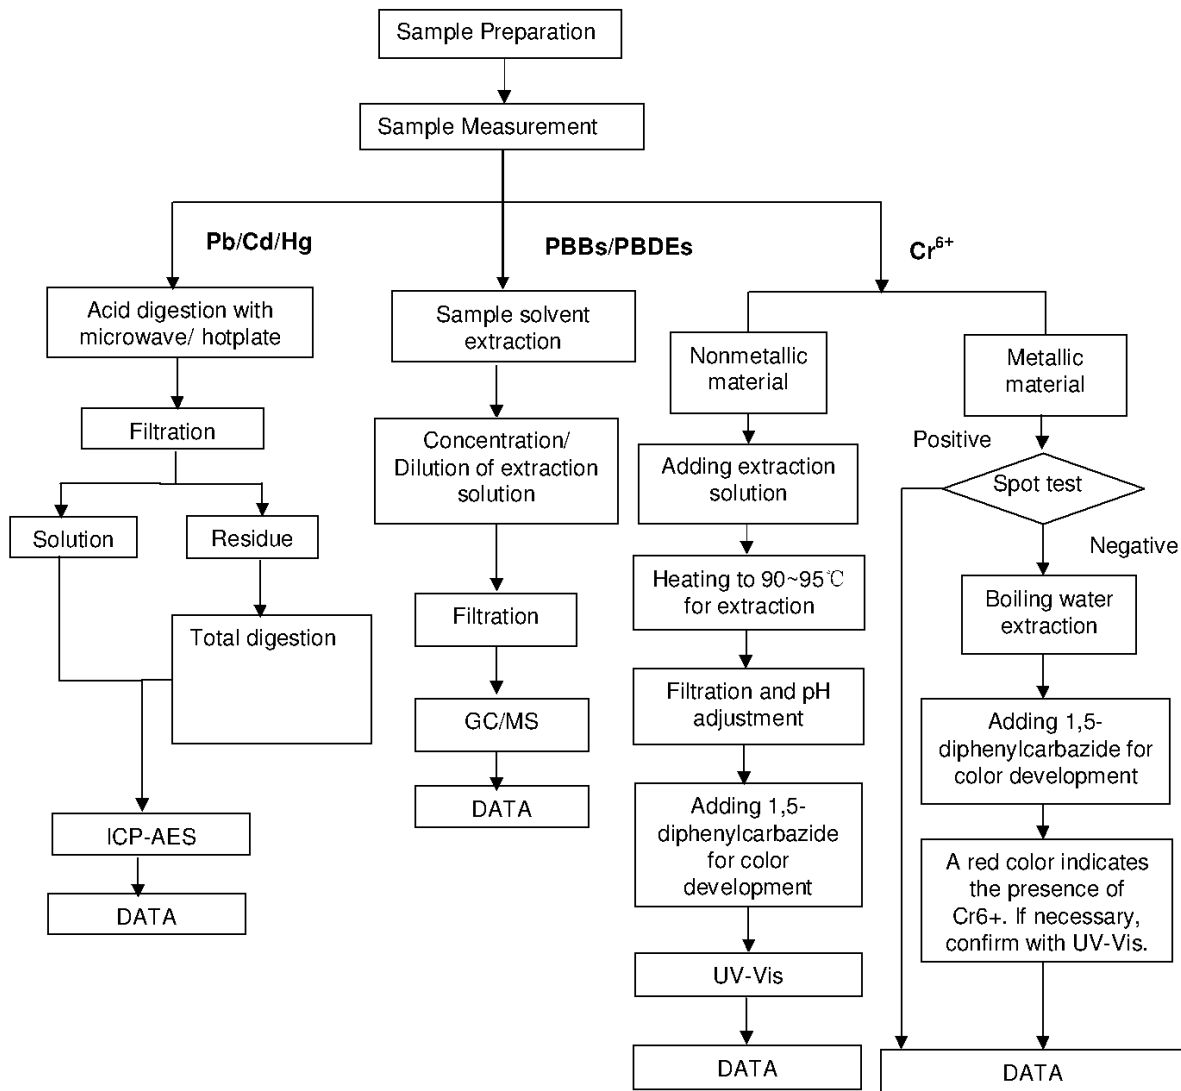 Sample Preparation
Sample Measurement
Pb/Cd/Hg
PBBs/PBDEs
Cr6+
Acid digestion with
microwave/ hotplate
Filtration
Solution
Residue
Total digestion
ICP-AES
DATA
Sample solvent
extraction
Concentration/
Dilution of extraction
solution
Filtration
GC/MS
DATA
Nonmetallic
material
Adding extraction
solution
Heating to 90~95℃
for extraction
Filtration and pH
adjustment
Adding 1,5-
diphenylcarbazide
for color
development
UV-Vis
DATA
Metallic
material
Positive
Spot test
Negative
Boiling water
extraction
Adding 1,5-
diphenylcarbazide for
color development
A red color indicates
the presence of
Cr6+. If necessary,
confirm with UV-Vis.
DATA